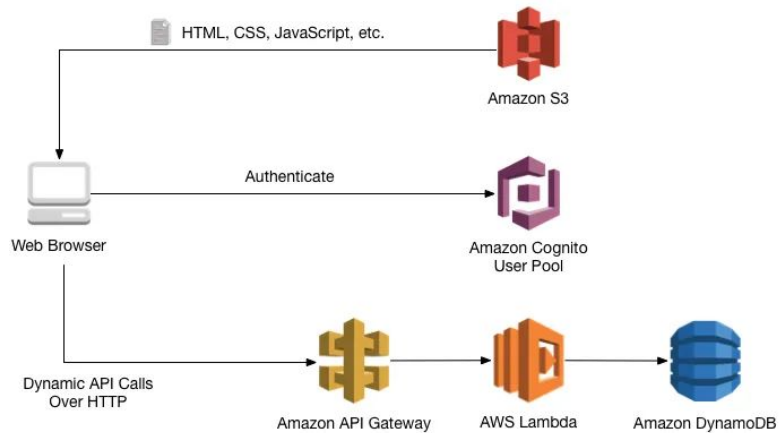 HTML, CSS, JavaScript, etc.
Amazon S3
Authenticate
Web Browser
Amazon Cognito
User Pool
Dynamic API Calls
Over HTTP
Amazon API Gateway
AWS Lambda
Amazon DynamoDB